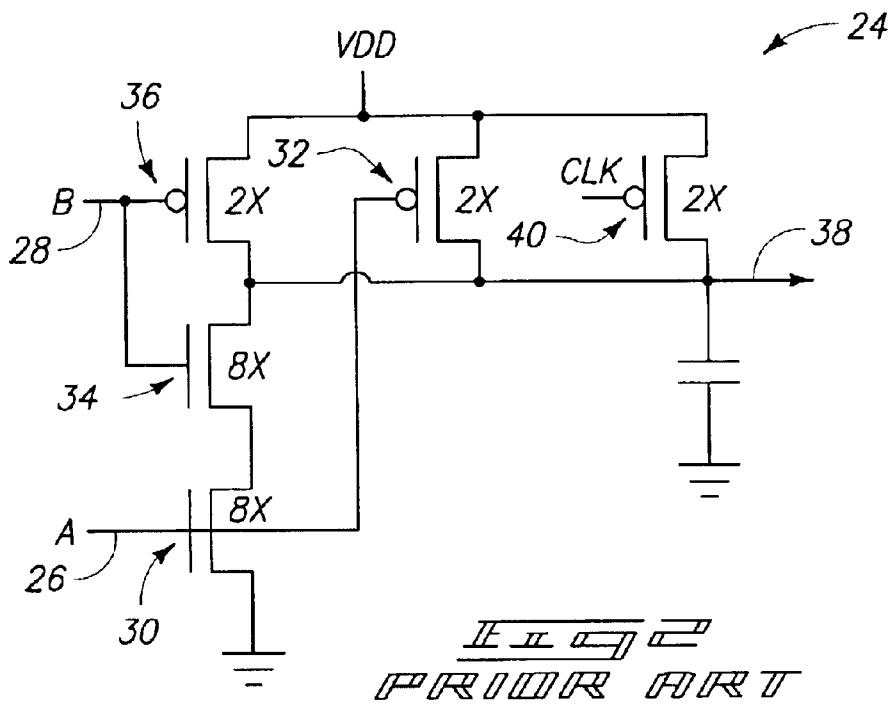 24
VDD
36
32
B
2X
2X
CLK
2X
28
40
38
34
8X
A
8X
26
30
Fig 2
PRIOR ART